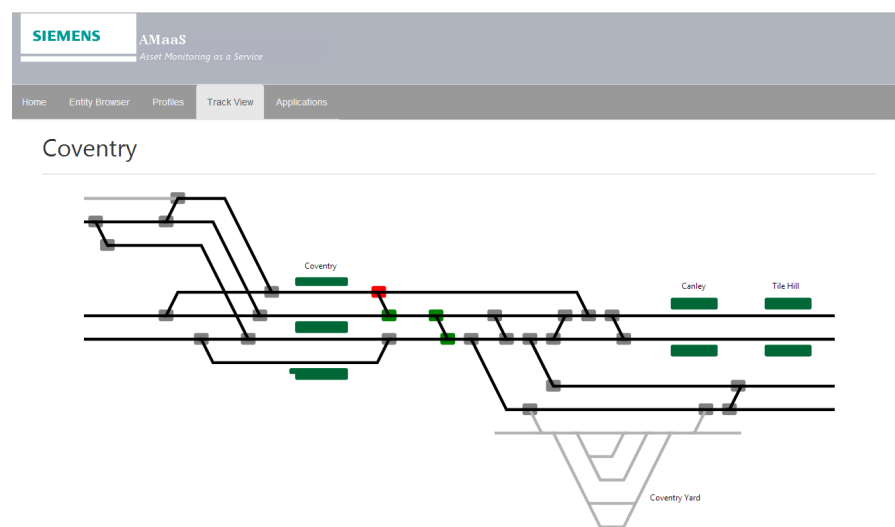 SIEMENS
AMaaS
Asset Monitoring as a Service
Home Entity Browser Profiles Track View Applications
Coventry
Coventry
Canley Tile Hill
Coventry Yard